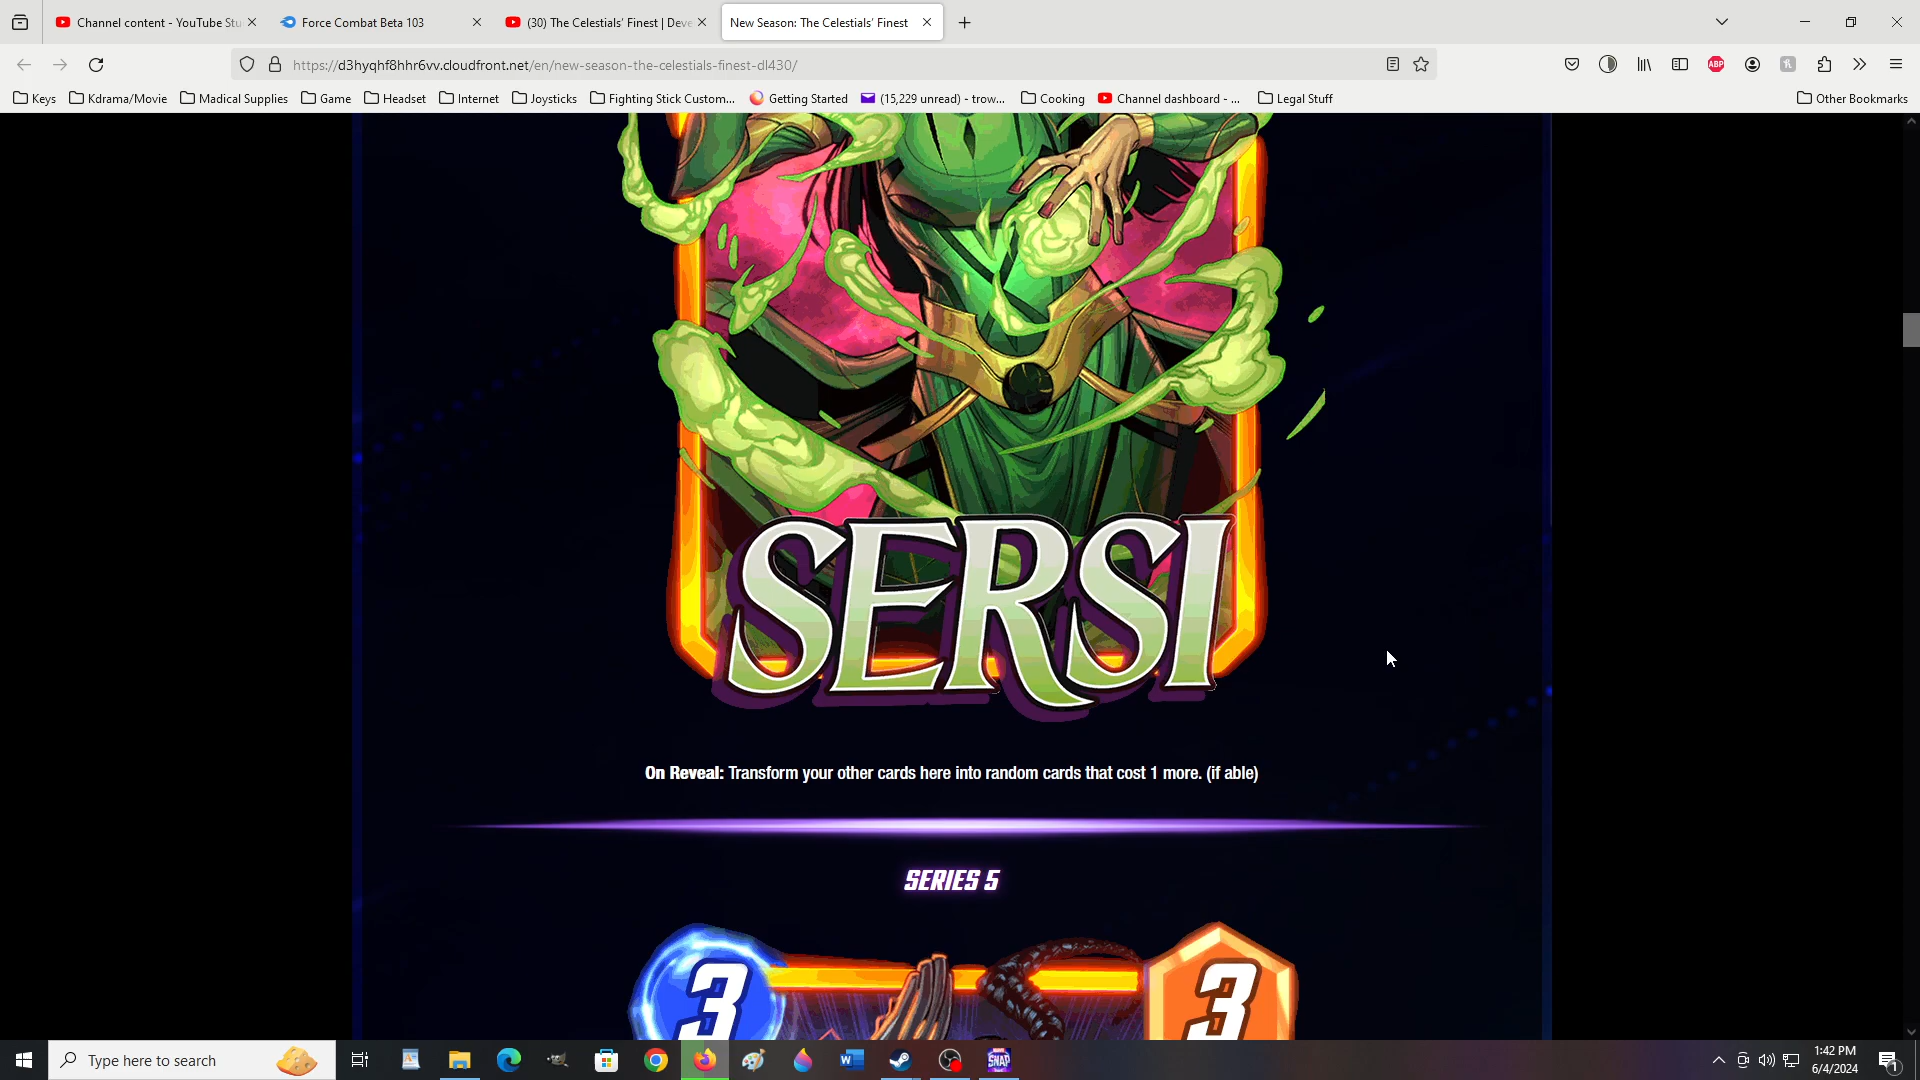 Channel content - YouTube Stu
Force Combat Beta 103
(30) The Celestials' Finest | Deve
New Season: The Celestials' Finest
https://d3hyqhf8hhr6vv.cloudfront.net/en/new-season-the-celestials-finest-dl430/
ABP
Keys
Kdrama/Movie
Madical Supplies
Game
Headset
Internet
Joysticks
Fighting Stick Custom...
Getting Started
(15,229 unread) - trow...
Cooking
Channel dashboard - ...
Legal Stuff
Other Bookmarks
SERSI
On Reveal: Transform your other cards here into random cards that cost 1 more. (if able)
SERIES 5
3
3
Type here to search
SNAP
1:42 PM
6/4/2024
1